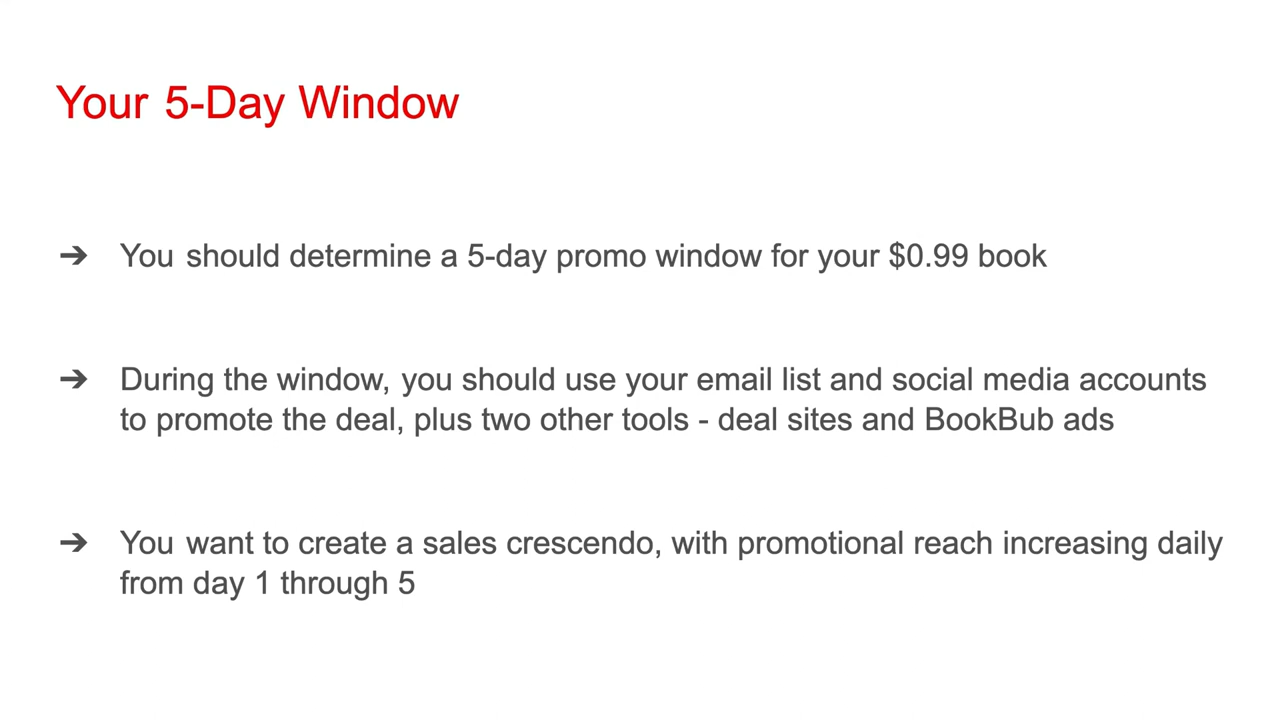 Your 5-Day Window
➔ You should determine a 5-day promo window for your $0.99 book
➔ During the window, you should use your email list and social media accounts
to promote the deal, plus two other tools - deal sites and BookBub ads
➔ You want to create a sales crescendo, with promotional reach increasing daily
from day 1 through 5